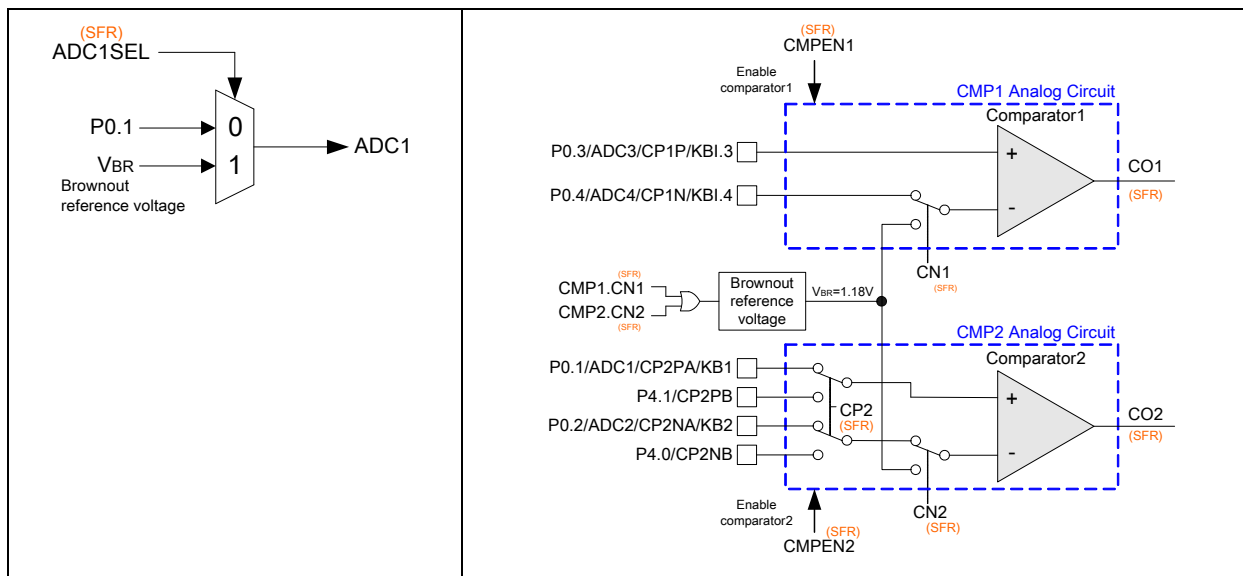 (SFR)
ADC1SEL
P0.1
VBR
Brownout
reference voltage
0
1
ADC1
(SFR)
CMPEN1
Enable
comparator1
CMP1 Analog Circuit
Comparator1
P0.3/ADC3/CP1P/KBI.3
+
P0.4/ADC4/CP1N/KBI.4
-
CO1
(SFR)
CN1
(SFR)
(SFR)
CMP1.CN1
CMP2.CN2
(SFR)
Brownout
reference
voltage
VBR=1.18V
CMP2 Analog Circuit
Comparator2
P0.1/ADC1/CP2PA/KB1
P4.1/CP2PB
P0.2/ADC2/CP2NA/KB2
P4.0/CP2NB
CP2
(SFR)
+
-
CO2
(SFR)
CN2
(SFR)
Enable
comparator2
(SFR)
CMPEN2